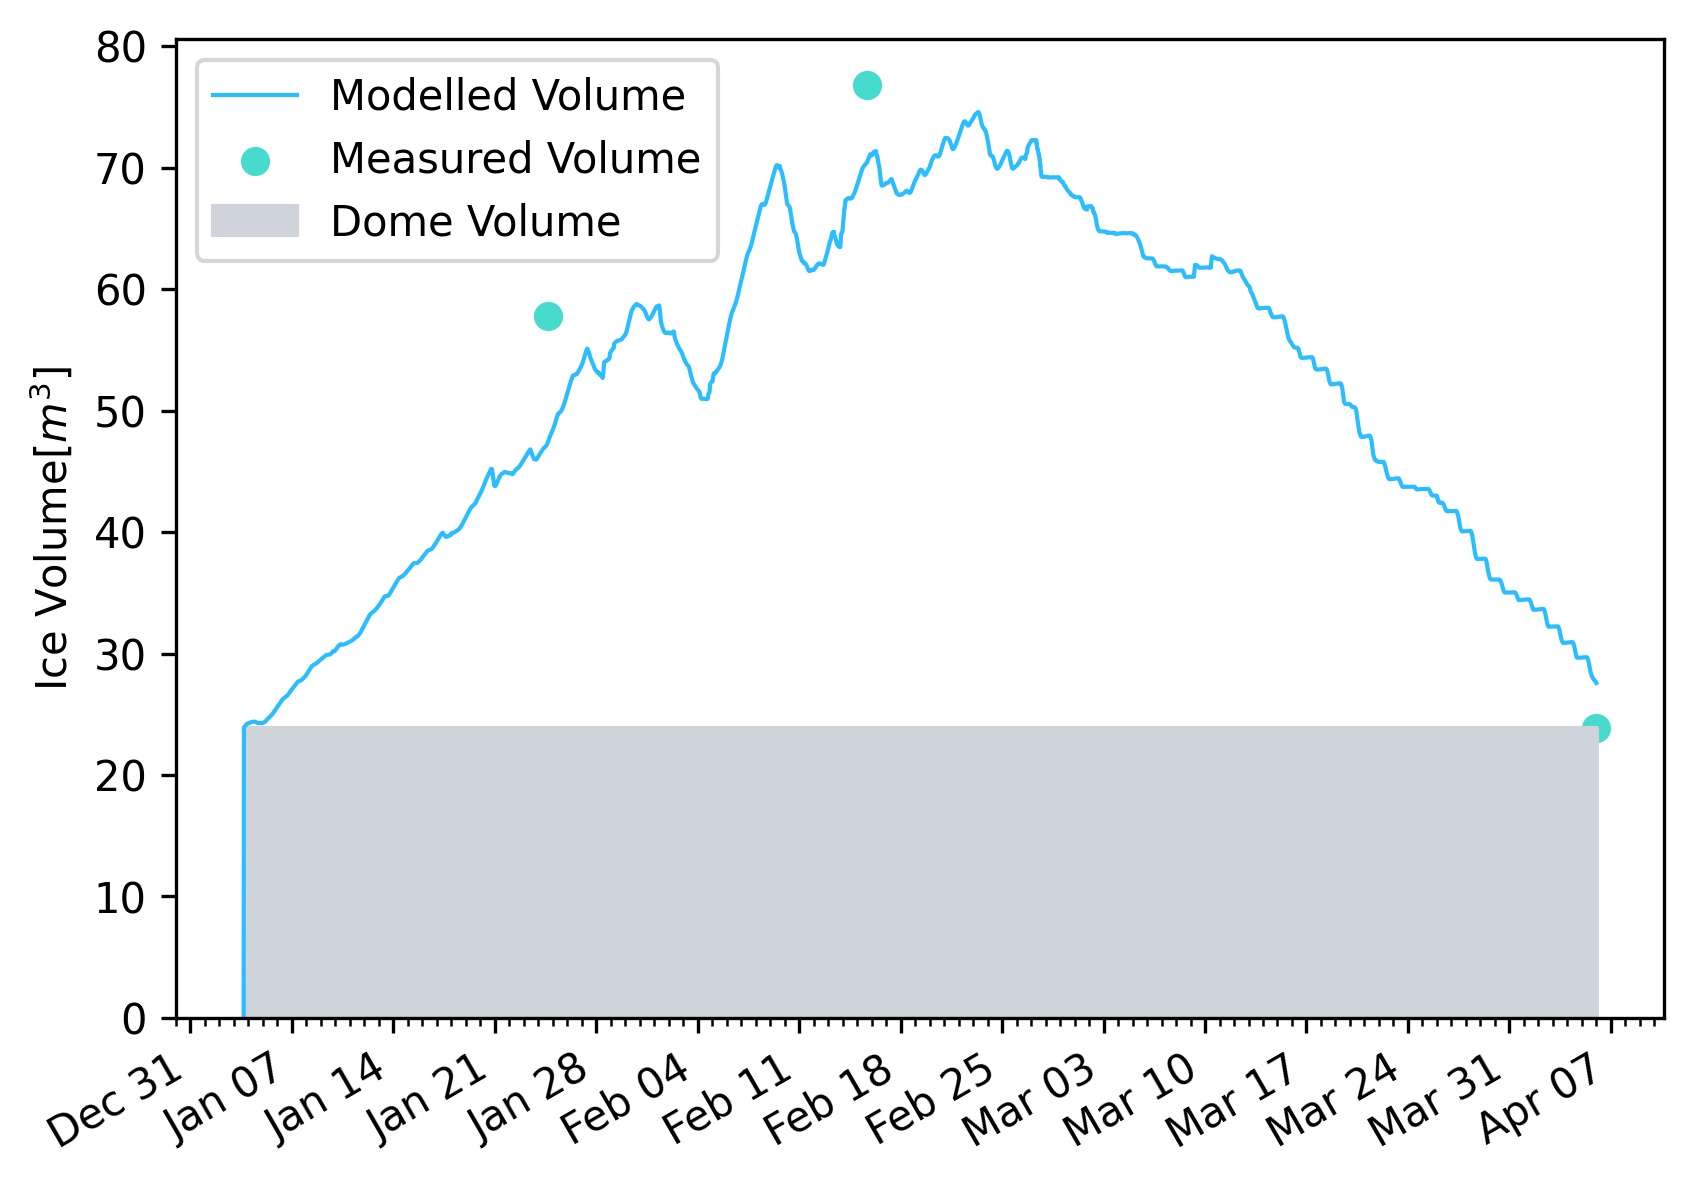 80
70
60
50
40
30
20
10
0
Ice Volume[m³]
Modelled Volume
Measured Volume
Dome Volume
Dec 31
Jan 07
Jan 14
Jan 21
Jan 28
Feb 04
Feb 11
Feb 18
Feb 25
Mar 03
Mar 10
Mar 17
Mar 24
Mar 31
Apr 07